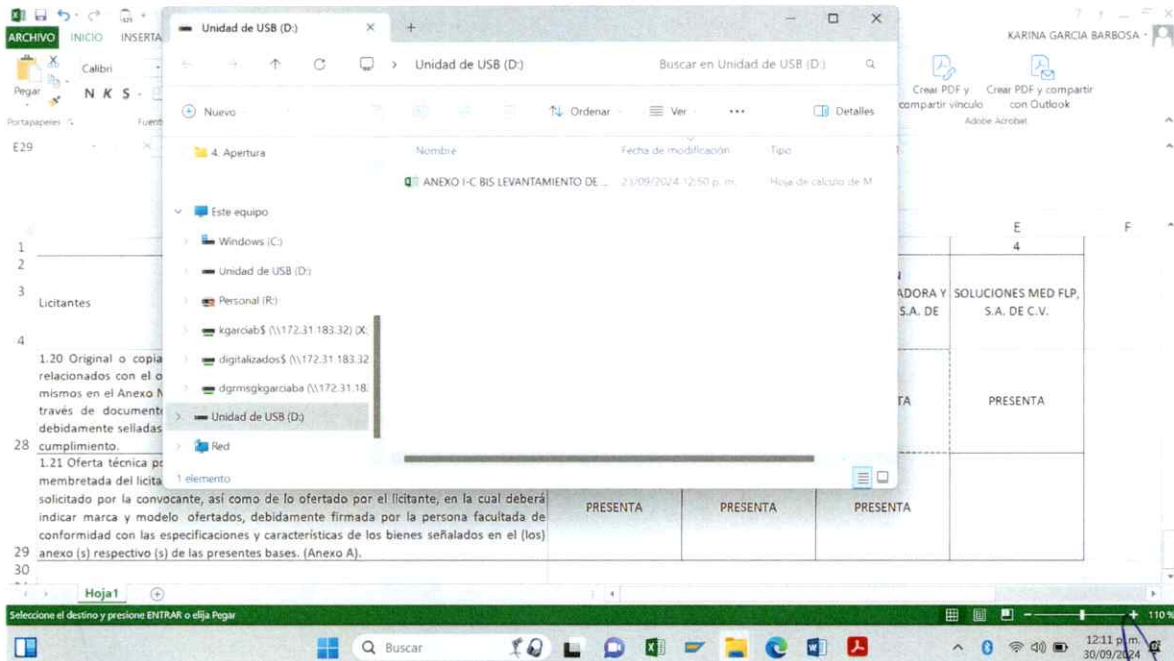 ARCHIVO INICIO INSERTA
KARINA GARCIA BARBOSA
Pegar
Calibri
N K S
Portapapeles
Fuent
Crear PDF y compartir vínculo
Crear PDF y compartir con Outlook
Adobe Acrobat
E29
Unidad de USB (D:)
Unidad de USB (D:)
Buscar en Unidad de USB (D:)
Nuevo
Ordenar
Ver
Detalles
4. Apertura
Este equipo
Windows (C:)
Unidad de USB (D:)
Personal (R:)
kgarciab$ (\\172.31.183.32) (X:
digitalizados$ (\\172.31.183.32
dgrmsgkgarciaba (\\172.31.18.
Unidad de USB (D:)
Red
1 elemento
Nombre Fecha de modificación Tipo
ANEXO I-C BIS LEVANTAMIENTO DE ... 23/09/2024 12:50 p. m. Hoja de cálculo de M
E F
1 4
2
3 Licitantes
ADORA Y
S.A. DE
SOLUCIONES MED FLP,
S.A. DE C.V.
4
1.20 Original o copia
relacionados con el o
mismos en el Anexo N
través de documento
debidamente selladas
28 cumplimiento.
TA PRESENTA
1.21 Oferta técnica po
membretada del licita
solicitado por la convocante, así como de lo ofertado por el licitante, en la cual deberá
indicar marca y modelo ofertados, debidamente firmada por la persona facultada de
conformidad con las especificaciones y características de los bienes señalados en el (los)
29 anexo (s) respectivo (s) de las presentes bases. (Anexo A).
PRESENTA PRESENTA PRESENTA
30
Hoja1
Seleccione el destino y presione ENTRAR o elija Pegar
110 %
Buscar
12:11 p. m.
30/09/2024